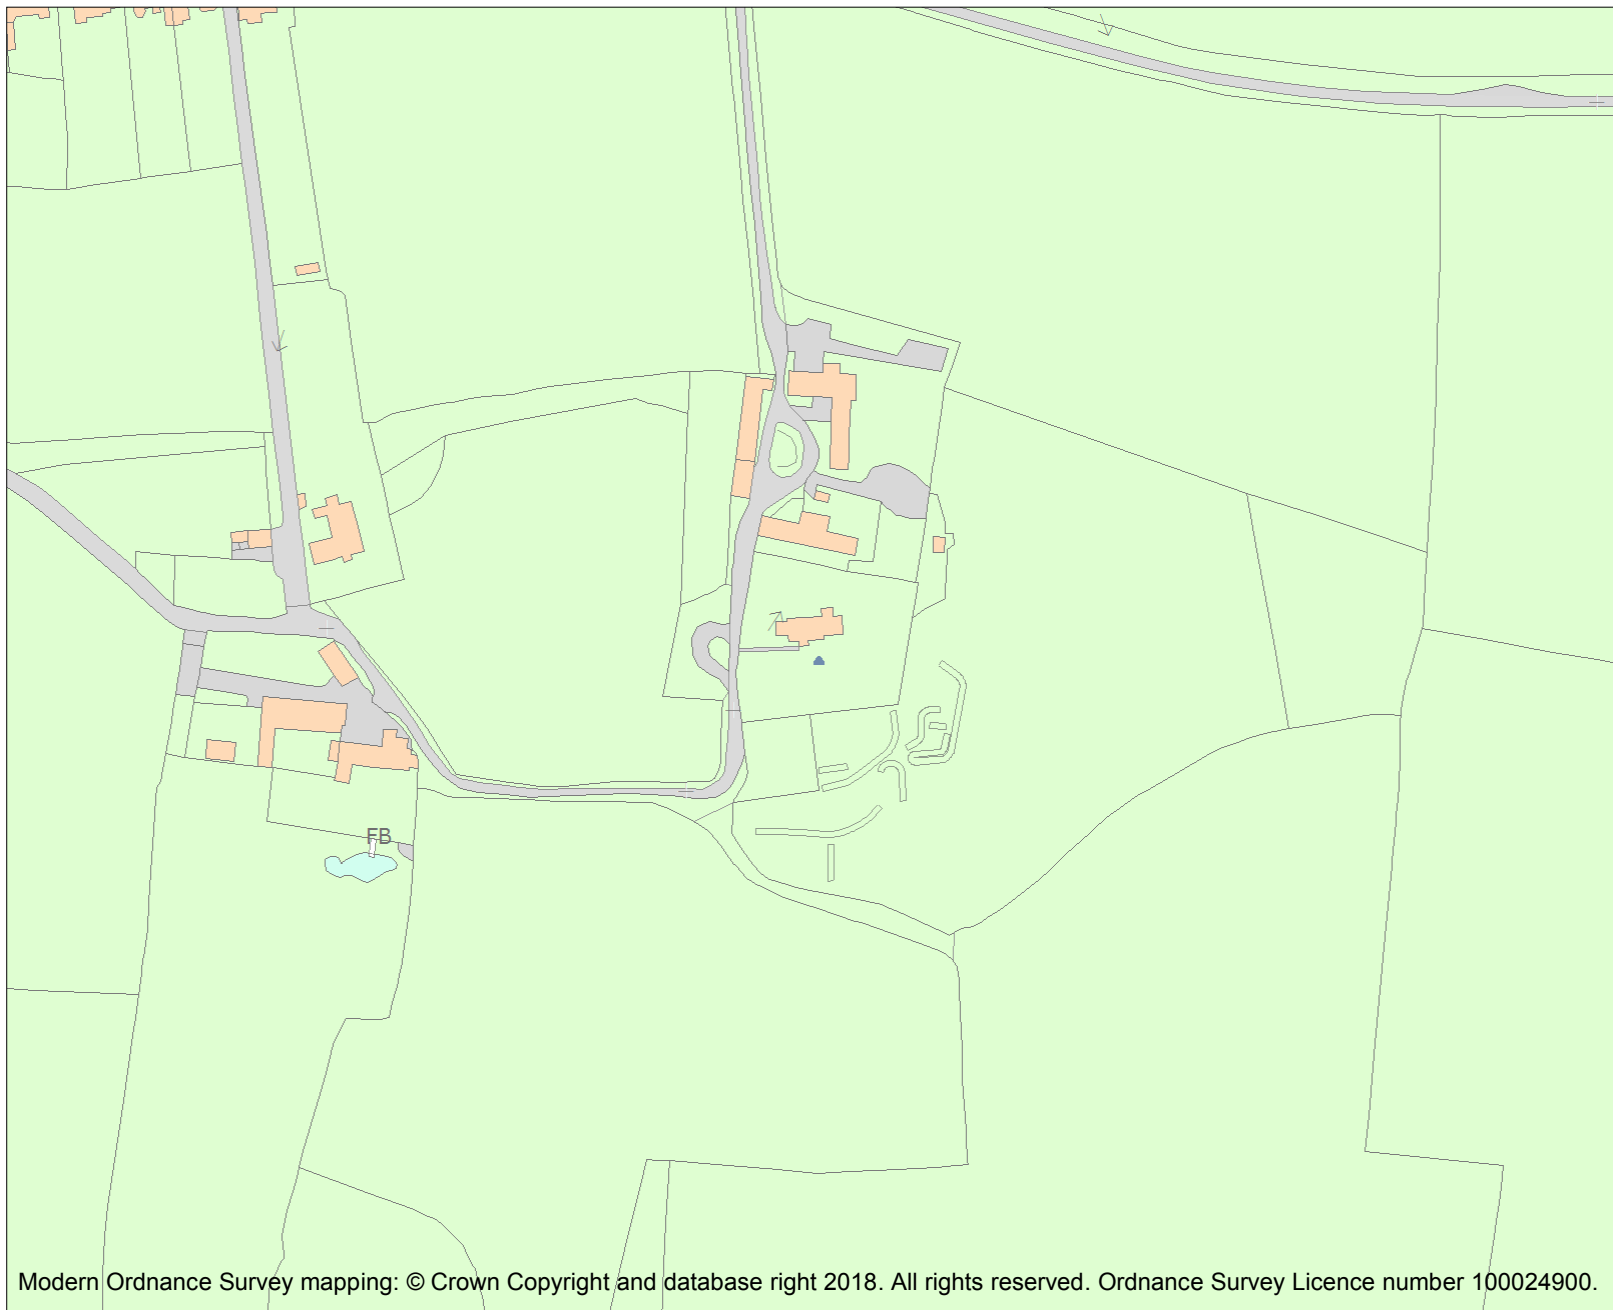 FB
Modern Ordnance Survey mapping: © Crown Copyright and database right 2018. All rights reserved. Ordnance Survey Licence number 100024900.